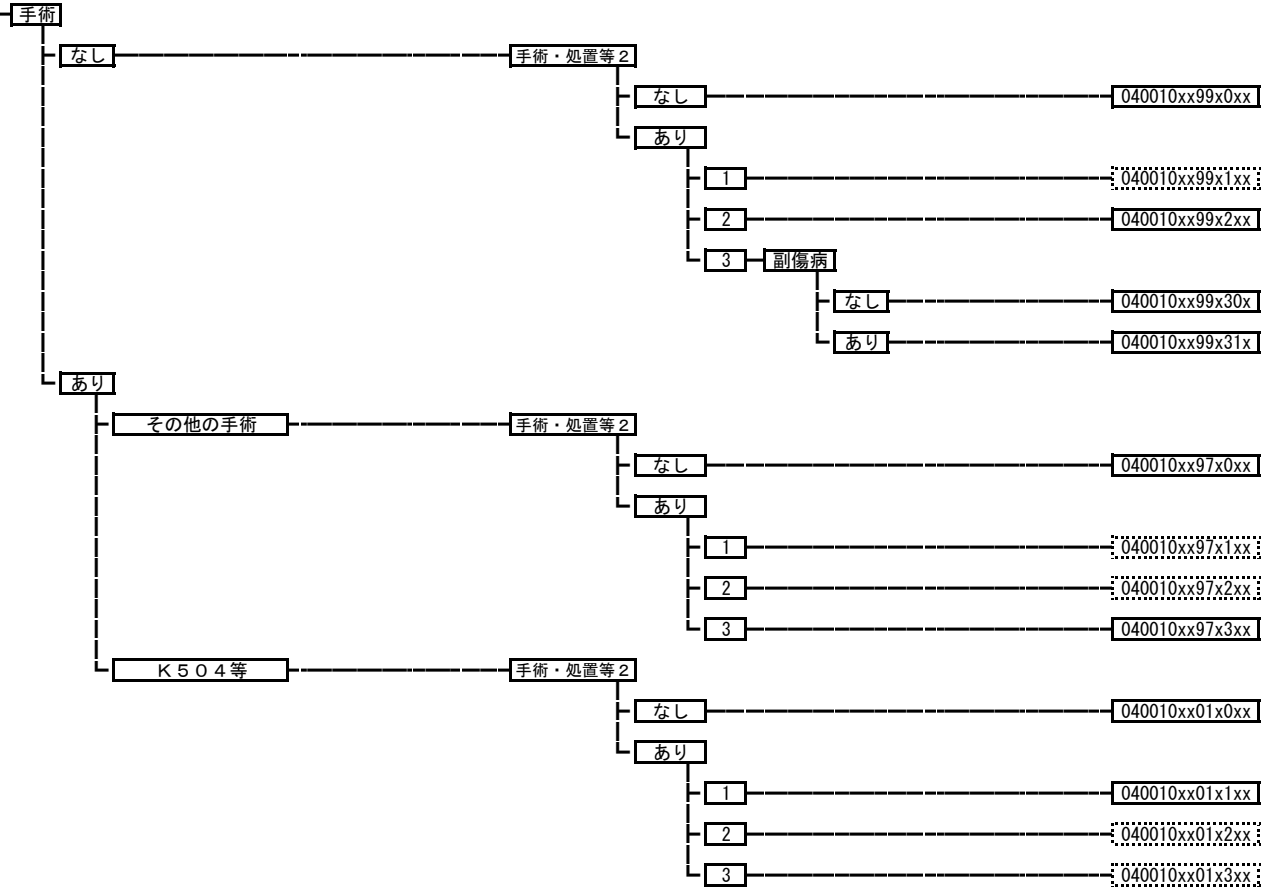 手術
なし 手術・処置等２
なし 040010xx99x0xx
あり
1 040010xx99x1xx
2 040010xx99x2xx
3 副傷病
なし 040010xx99x30x
あり 040010xx99x31x
あり
その他の手術 手術・処置等２
なし 040010xx97x0xx
あり
1 040010xx97x1xx
2 040010xx97x2xx
3 040010xx97x3xx
Ｋ５０４等 手術・処置等２
なし 040010xx01x0xx
あり
1 040010xx01x1xx
2 040010xx01x2xx
3 040010xx01x3xx